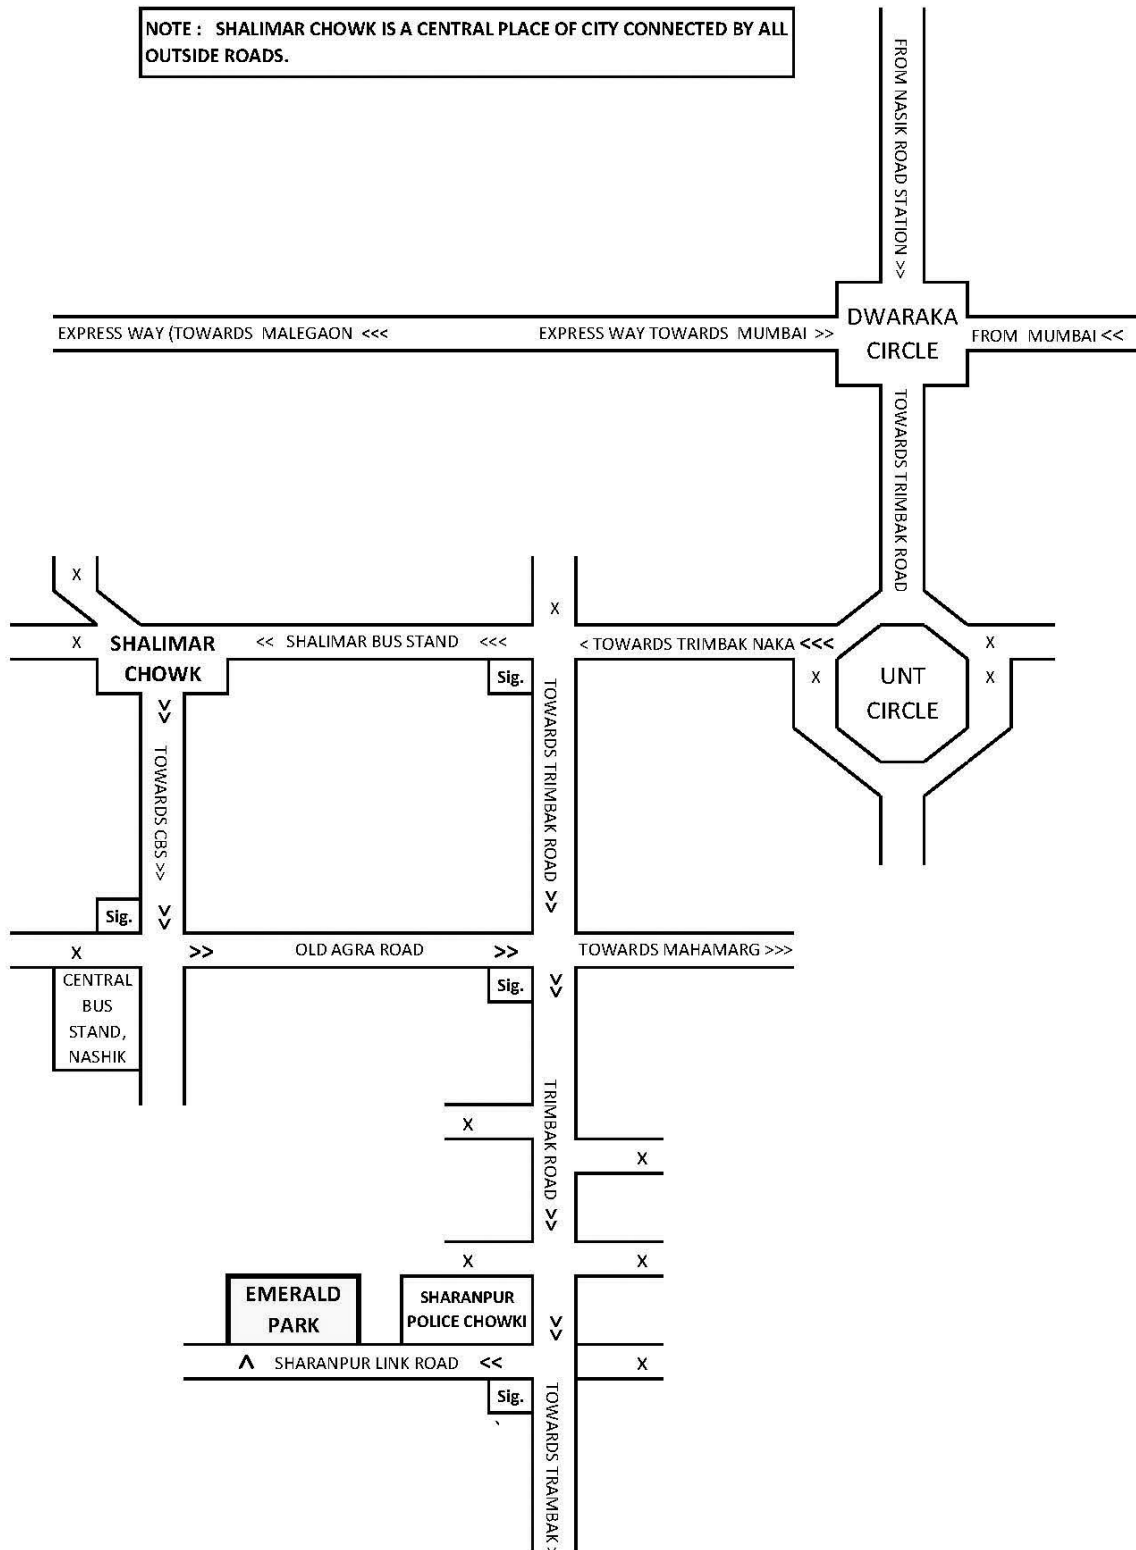 NOTE : SHALIMAR CHOWK IS A CENTRAL PLACE OF CITY CONNECTED BY ALL
OUTSIDE ROADS.
FROM NASIK ROAD STATION >>
EXPRESS WAY (TOWARDS MALEGAON <<<
EXPRESS WAY TOWARDS MUMBAI >>
DWARAKA
CIRCLE
FROM MUMBAI <<
TOWARDS TRIMBAK ROAD
X
X
X
SHALIMAR
CHOWK
<< SHALIMAR BUS STAND <<<
< TOWARDS TRIMBAK NAKA <<<
X
X
X
UNT
CIRCLE
Sig.
>>
TOWARDS CBS >>
>>
TOWARDS TRIMBAK ROAD >>
Sig.
X
>> OLD AGRA ROAD >>
TOWARDS MAHAMARG >>>
CENTRAL
BUS
STAND,
NASHIK
Sig.
>>
TRIMBAK ROAD >>
X
X
X
X
EMERALD
PARK
SHARANPUR
POLICE CHOWKI
>>
^ SHARANPUR LINK ROAD <<
X
Sig.
`
TOWARDS TRAMBAK >